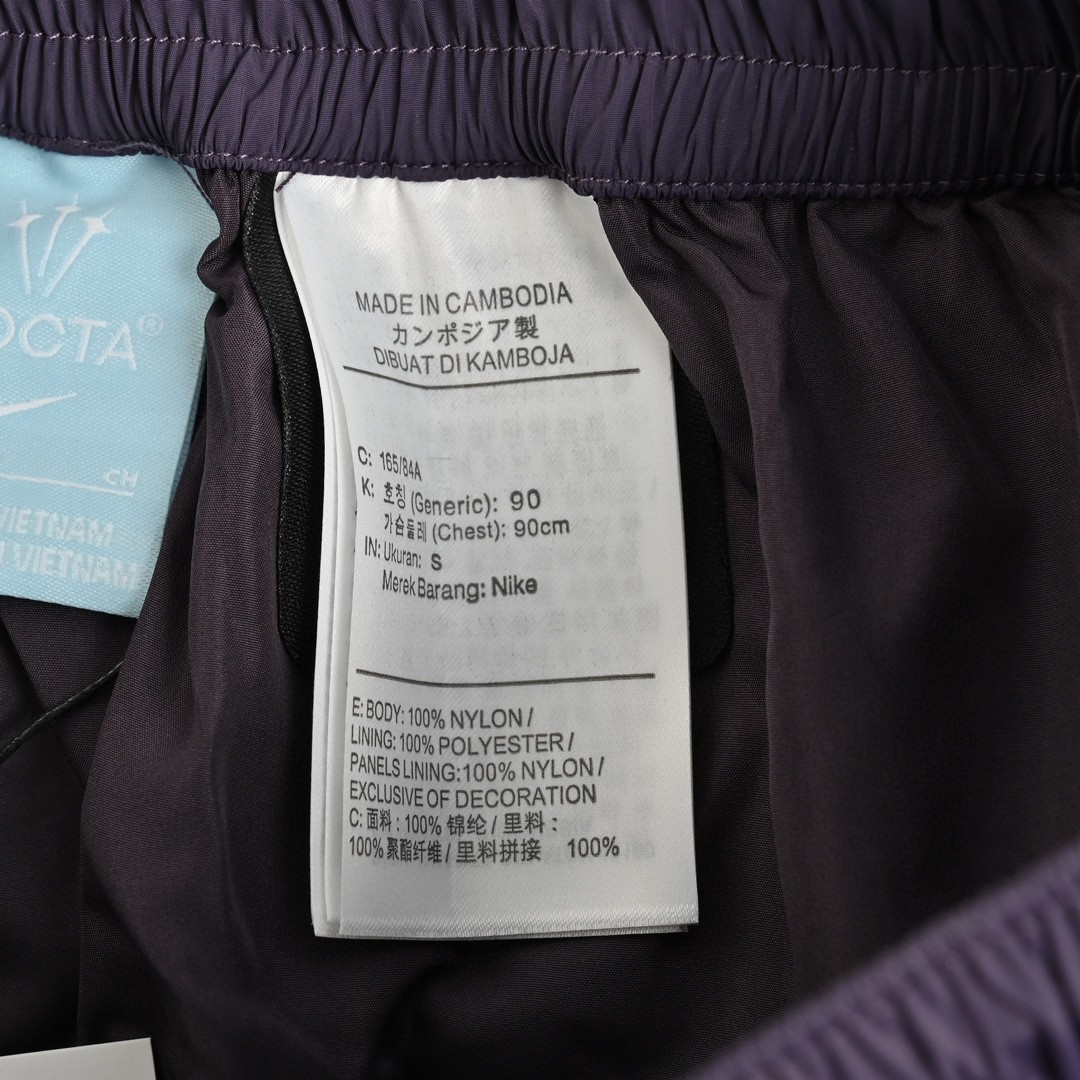 OCTA®
CH
VIETNAM
VIETNAM
MADE IN CAMBODIA
カンポジア製
DIBUAT DI KAMBOJA
C: 165/84A
K: 호칭 (Generic): 90
가슴둘레 (Chest): 90cm
IN: Ukuran: S
Merek Barang: Nike
E: BODY: 100% NYLON /
LINING: 100% POLYESTER /
PANELS LINING: 100% NYLON /
EXCLUSIVE OF DECORATION
C: 面料 : 100% 锦纶 / 里料 :
100% 聚酯纤维 / 里料拼接 100%